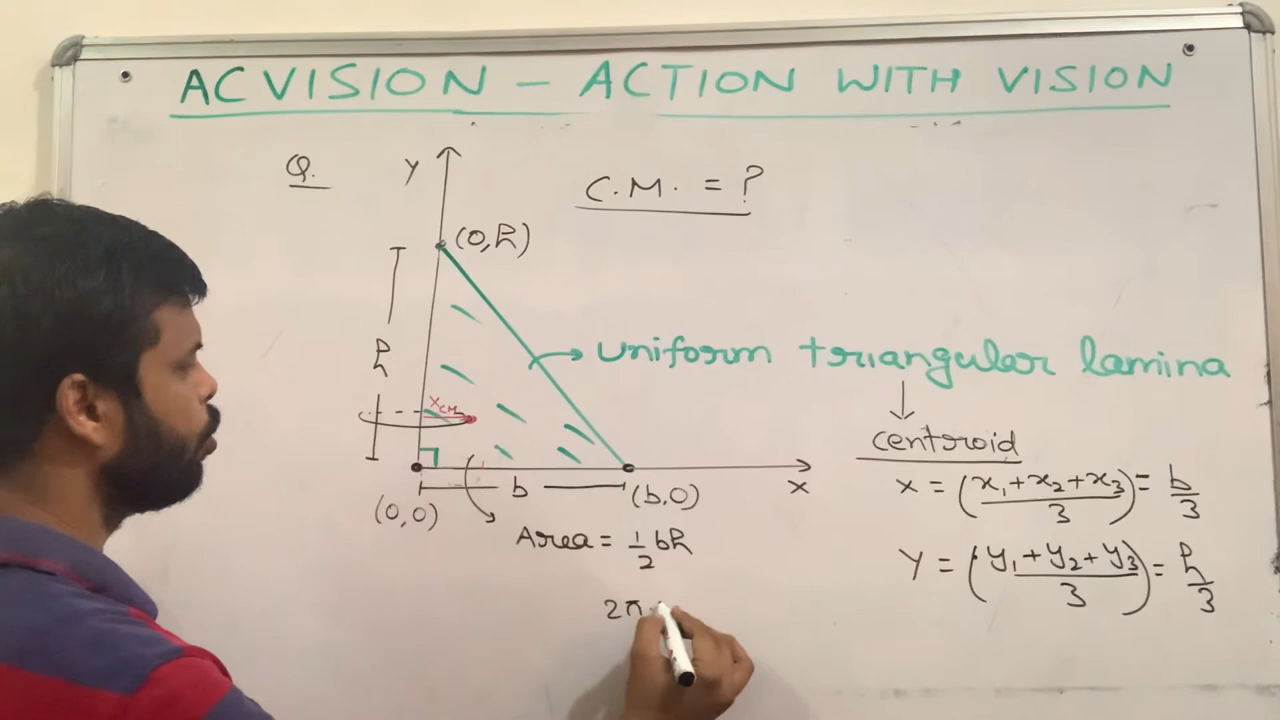 ACVISION - ACTION WITH VISION
Q.
Y
C.M. = ?
(0,h)
h
uniform triangular lamina
x_CM
centroid
x = (x₁+x₂+x₃)/3 = b/3
b
(b,0)
x
(0,0)
Area = 1/2 bh
Y = (y₁+y₂+y₃)/3 = h/3
2π